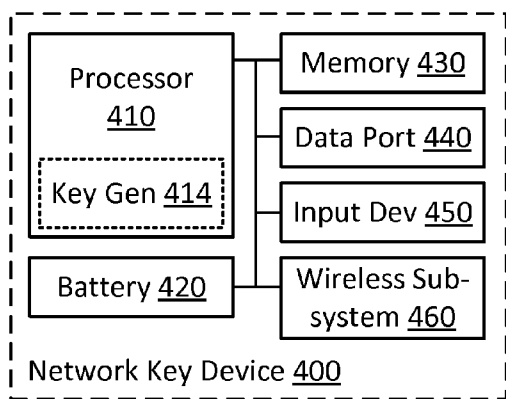 Processor
410
Key Gen 414
Battery 420
Memory 430
Data Port 440
Input Dev 450
Wireless Sub-
system 460
Network Key Device 400